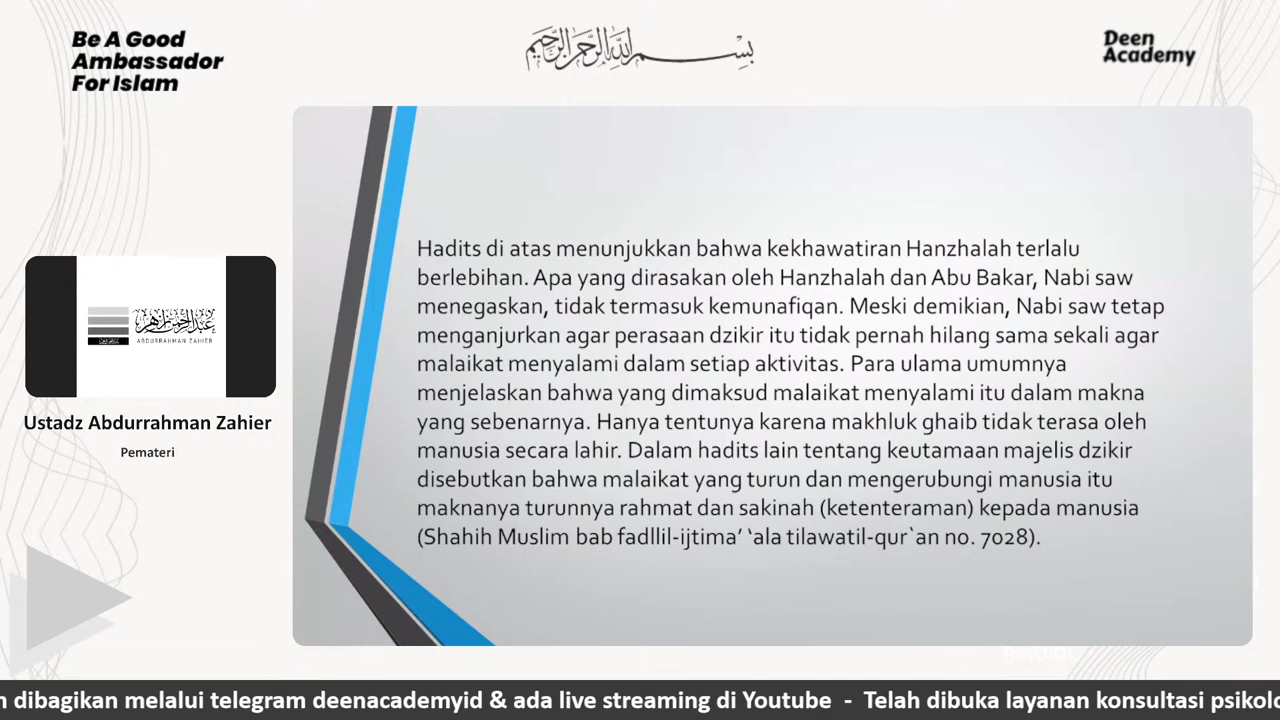 Be A Good
Ambassador
For Islam
بسم الله الرحمن الرحيم
Deen
Academy
Hadits di atas menunjukkan bahwa kekhawatiran Hanzhalah terlalu
berlebihan. Apa yang dirasakan oleh Hanzhalah dan Abu Bakar, Nabi saw
menegaskan, tidak termasuk kemunafiqan. Meski demikian, Nabi saw tetap
menganjurkan agar perasaan dzikir itu tidak pernah hilang sama sekali agar
malaikat menyalami dalam setiap aktivitas. Para ulama umumnya
menjelaskan bahwa yang dimaksud malaikat menyalami itu dalam makna
yang sebenarnya. Hanya tentunya karena makhluk ghaib tidak terasa oleh
manusia secara lahir. Dalam hadits lain tentang keutamaan majelis dzikir
disebutkan bahwa malaikat yang turun dan mengerubungi manusia itu
maknanya turunnya rahmat dan sakinah (ketenteraman) kepada manusia
(Shahih Muslim bab fadllil-ijtima’ ‘ala tilawatil-qur`an no. 7028).
ABDURRAHMAN ZAHIER
Ustadz Abdurrahman Zahier
Pemateri
dibagikan melalui telegram deenacademyid & ada live streaming di Youtube - Telah dibuka layanan konsultasi